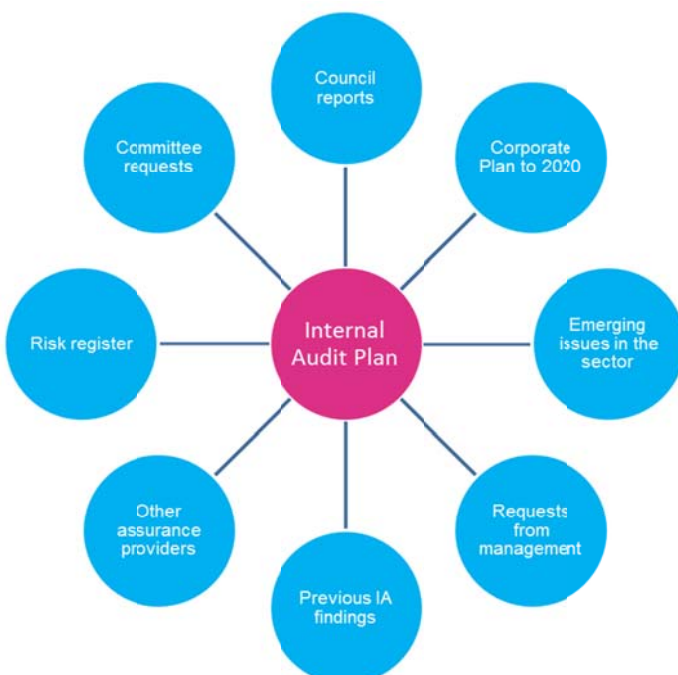 Council
reports
Committee
requests
Corporate
Plan to 2020
Risk register
Internal
Audit Plan
Emerging
issues in the
sector
Other
assurance
providers
Requests
from
management
Previous IA
findings